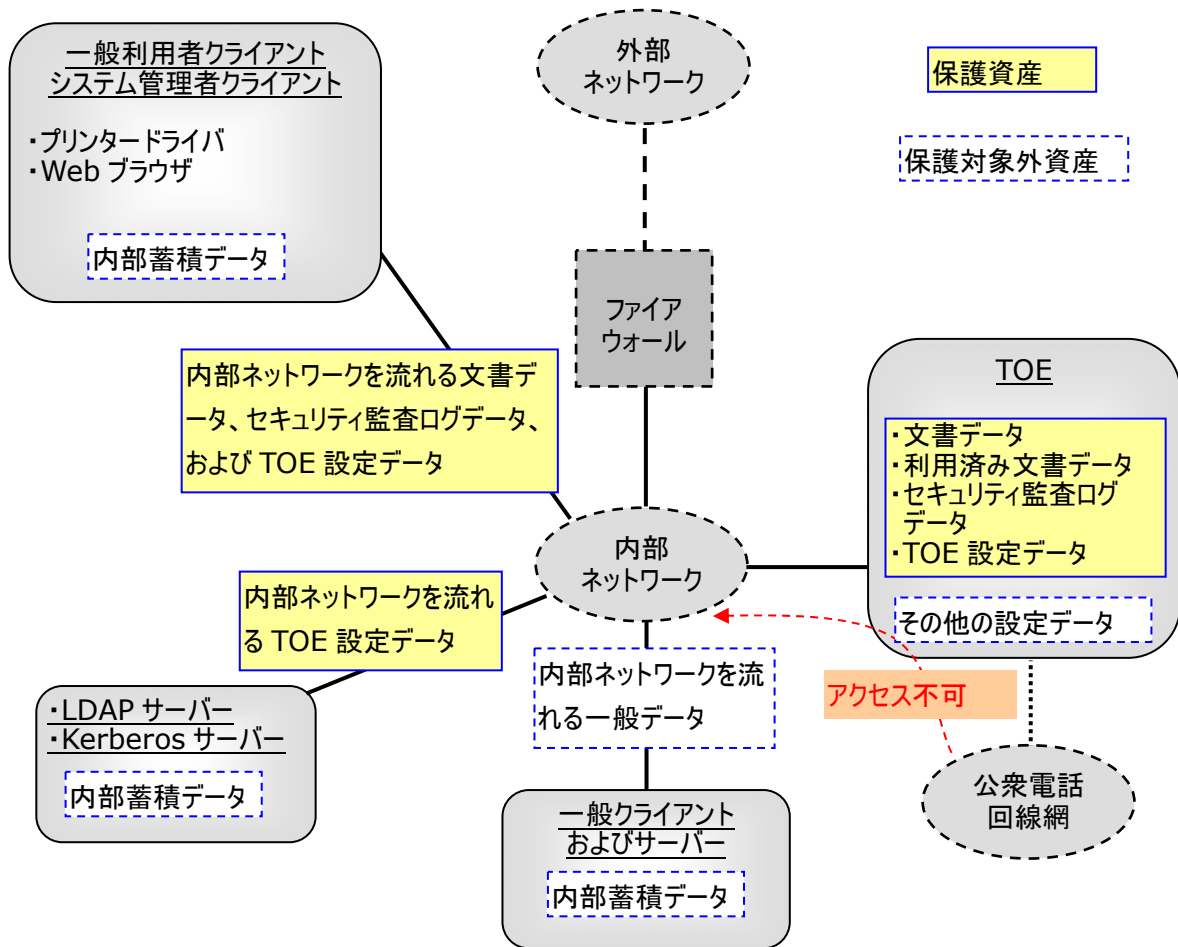 一般利用者クライアント
システム管理者クライアント
・プリンタードライバ
・Web ブラウザ
内部蓄積データ
外部
ネットワーク
保護資産
保護対象外資産
ファイア
ウォール
内部ネットワークを流れる文書デ
ータ、セキュリティ監査ログデータ、
および TOE 設定データ
TOE
・文書データ
・利用済み文書データ
・セキュリティ監査ログ
データ
・TOE 設定データ
その他の設定データ
内部
ネットワーク
内部ネットワークを流れ
る TOE 設定データ
内部ネットワークを流
れる一般データ
アクセス不可
・LDAP サーバー
・Kerberos サーバー
内部蓄積データ
公衆電話
回線網
一般クライアント
およびサーバー
内部蓄積データ